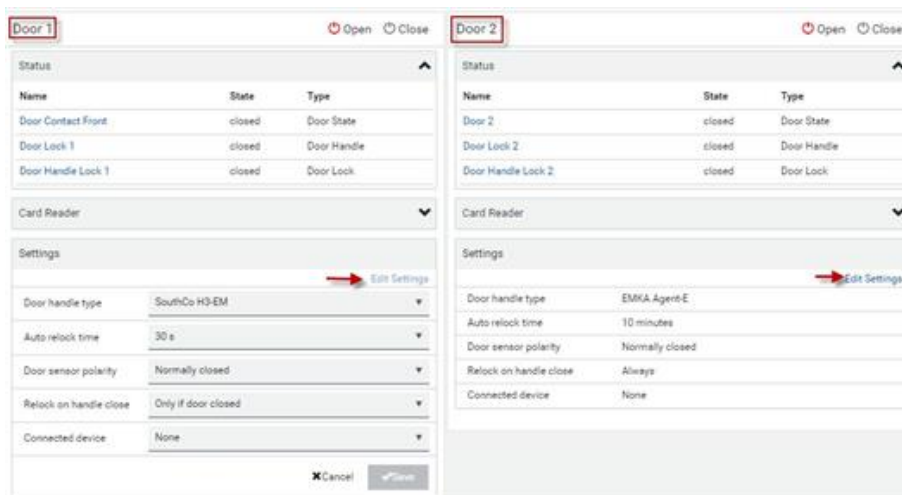 Door 1
Open Close
Status
Name State Type
Door Contact Front closed Door State
Door Lock 1 closed Door Handle
Door Handle Lock 1 closed Door Lock
Card Reader
Settings
Edit Settings
Door handle type SouthCo H3-EM
Auto relock time 30 s
Door sensor polarity Normally closed
Relock on handle close Only if door closed
Connected device None
Cancel Save
Door 2
Open Close
Status
Name State Type
Door 2 closed Door State
Door Lock 2 closed Door Handle
Door Handle Lock 2 closed Door Lock
Card Reader
Settings
Edit Settings
Door handle type EMKA Agent-E
Auto relock time 10 minutes
Door sensor polarity Normally closed
Relock on handle close Always
Connected device None